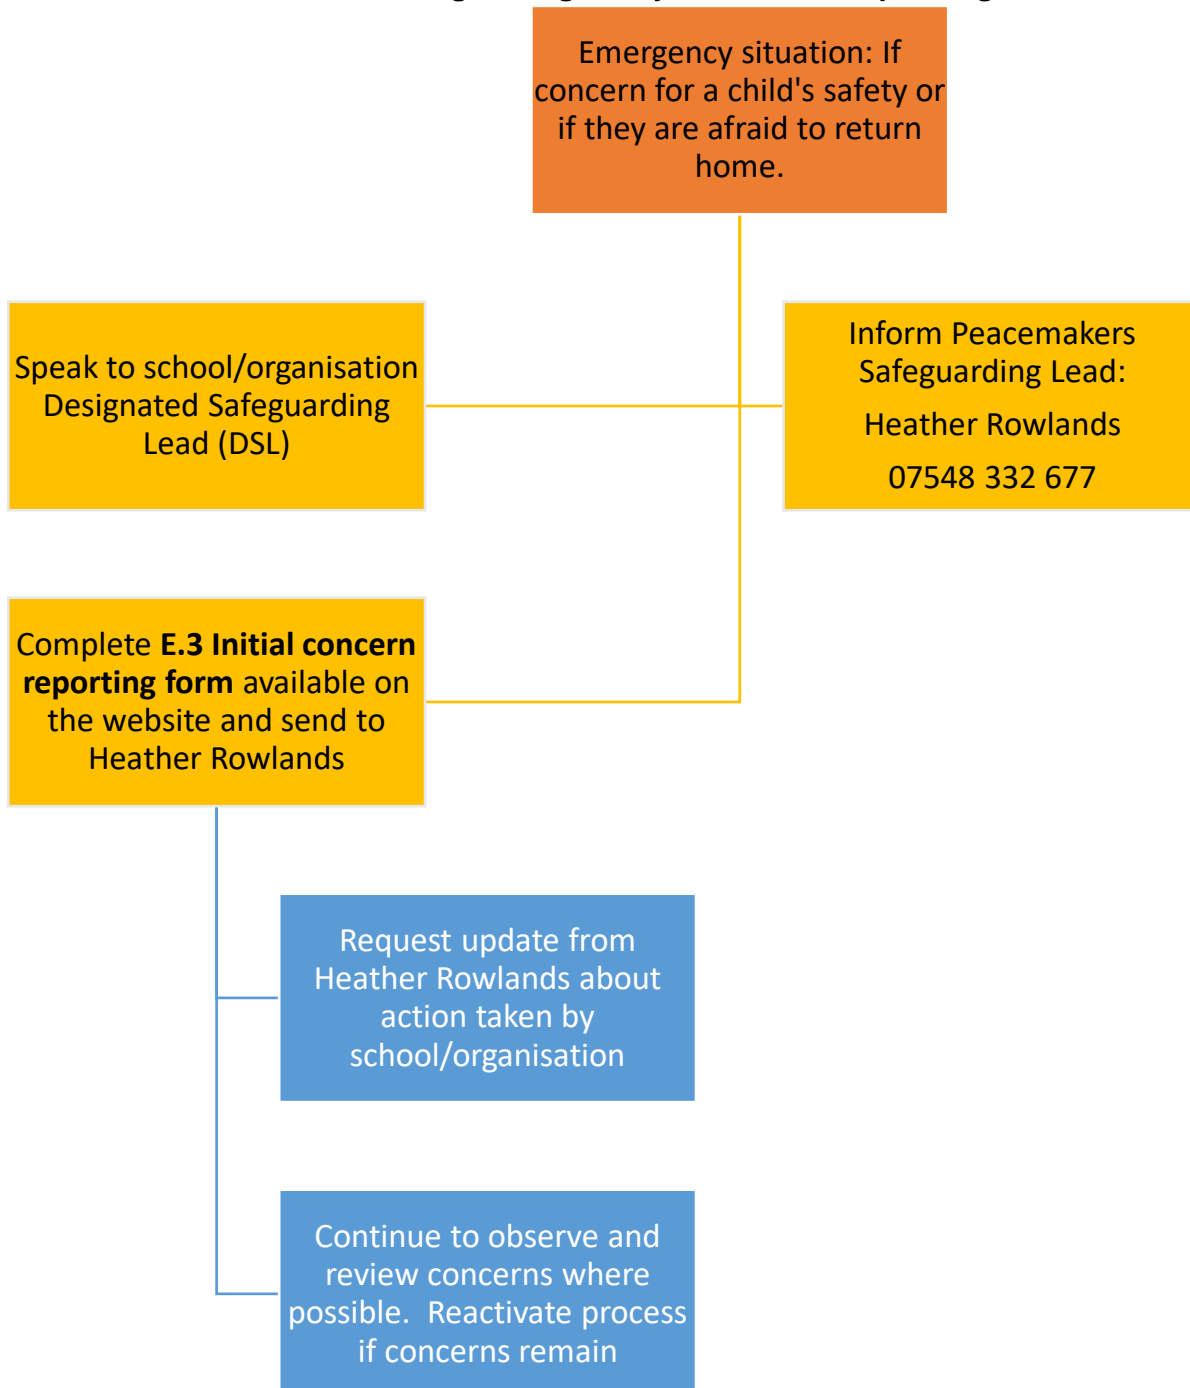 Emergency situation: If
concern for a child's safety or
if they are afraid to return
home.
Speak to school/organisation
Designated Safeguarding
Lead (DSL)
Inform Peacemakers
Safeguarding Lead:
Heather Rowlands
07548 332 677
Complete E.3 Initial concern
reporting form available on
the website and send to
Heather Rowlands
Request update from
Heather Rowlands about
action taken by
school/organisation
Continue to observe and
review concerns where
possible.  Reactivate process
if concerns remain